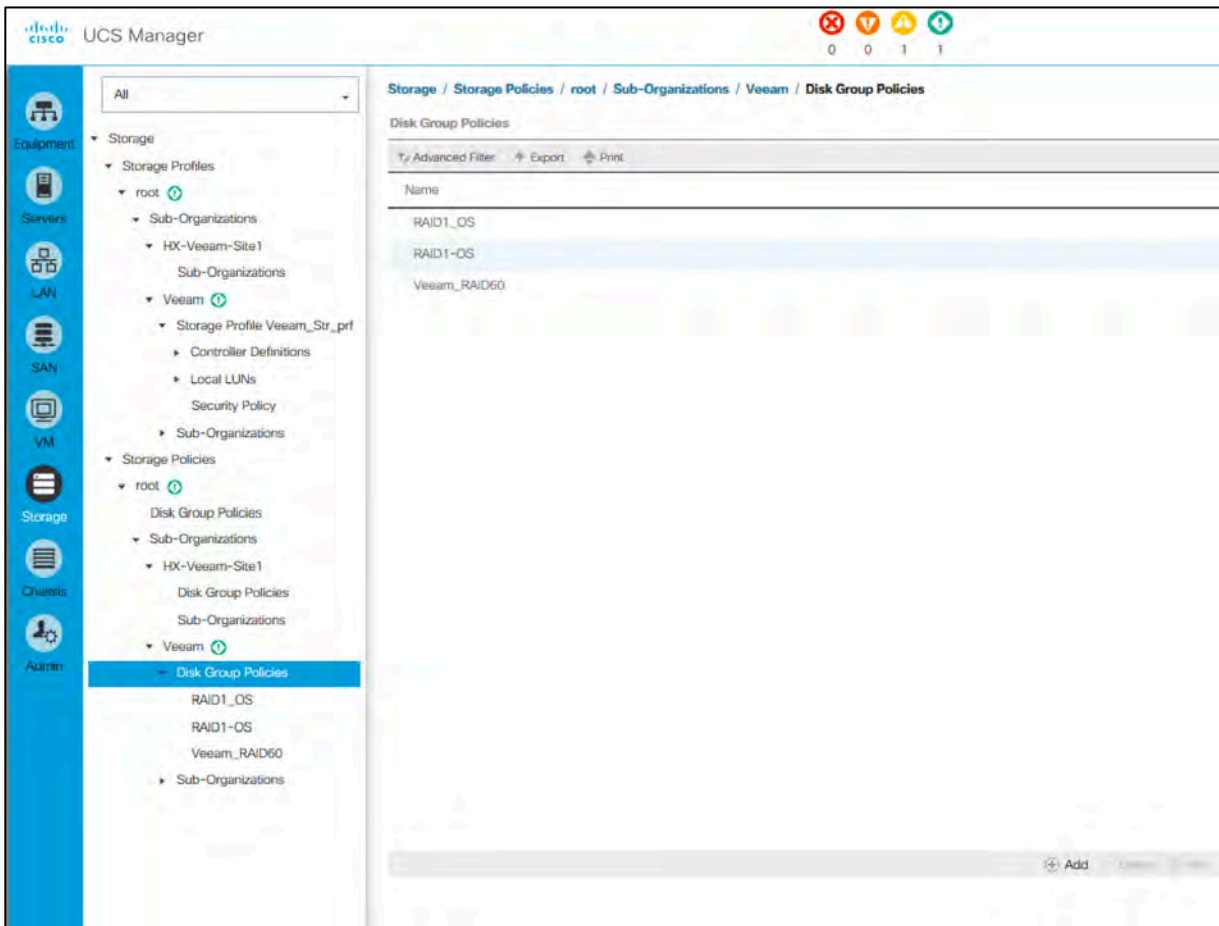 cisco UCS Manager
0 0 1 1
All
Equipment
Servers
LAN
SAN
VM
Storage
Chassis
Admin
Storage
Storage Profiles
root
Sub-Organizations
HX-Veeam-Site1
Sub-Organizations
Veeam
Storage Profile Veeam_Str_prf
Controller Definitions
Local LUNs
Security Policy
Sub-Organizations
Storage Policies
root
Disk Group Policies
Sub-Organizations
HX-Veeam-Site1
Disk Group Policies
Sub-Organizations
Veeam
Disk Group Policies
RAID1_OS
RAID1-OS
Veeam_RAID60
Sub-Organizations
Storage / Storage Policies / root / Sub-Organizations / Veeam / Disk Group Policies
Disk Group Policies
Advanced Filter Export Print
Name
RAID1_OS
RAID1-OS
Veeam_RAID60
Add